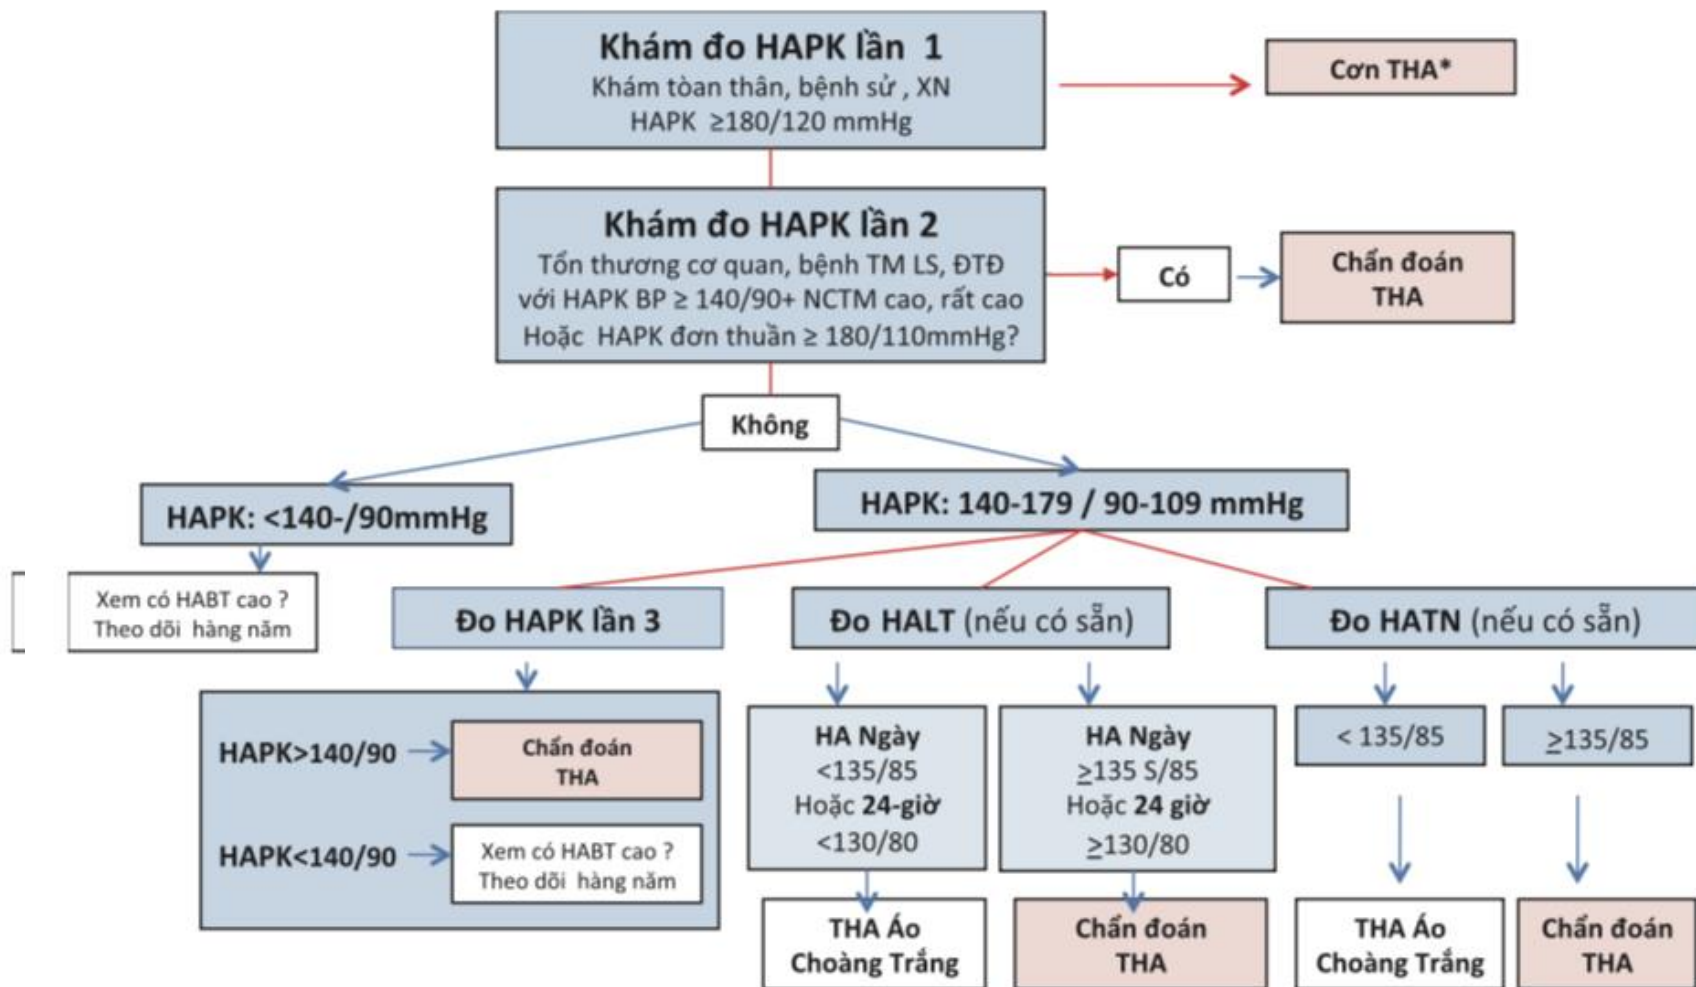 Khám đo HAPK lần 1
Khám tòan thân, bệnh sử , XN
HAPK ≥180/120 mmHg
Cơn THA*
Khám đo HAPK lần 2
Tổn thương cơ quan, bệnh TM LS, ĐTĐ
với HAPK BP ≥ 140/90+ NCTM cao, rất cao
Hoặc HAPK đơn thuần ≥ 180/110mmHg?
Có
Chẩn đoán
THA
Không
HAPK: <140-/90mmHg
HAPK: 140-179 / 90-109 mmHg
Xem có HABT cao ?
Theo dõi hàng năm
Đo HAPK lần 3
Đo HALT (nếu có sẵn)
Đo HATN (nếu có sẵn)
HAPK>140/90
Chẩn đoán
THA
HAPK<140/90
Xem có HABT cao ?
Theo dõi hàng năm
HA Ngày
<135/85
Hoặc 24-giờ
<130/80
HA Ngày
≥135 S/85
Hoặc 24 giờ
≥130/80
< 135/85
≥135/85
THA Áo
Choàng Trắng
Chẩn đoán
THA
THA Áo
Choàng Trắng
Chẩn đoán
THA